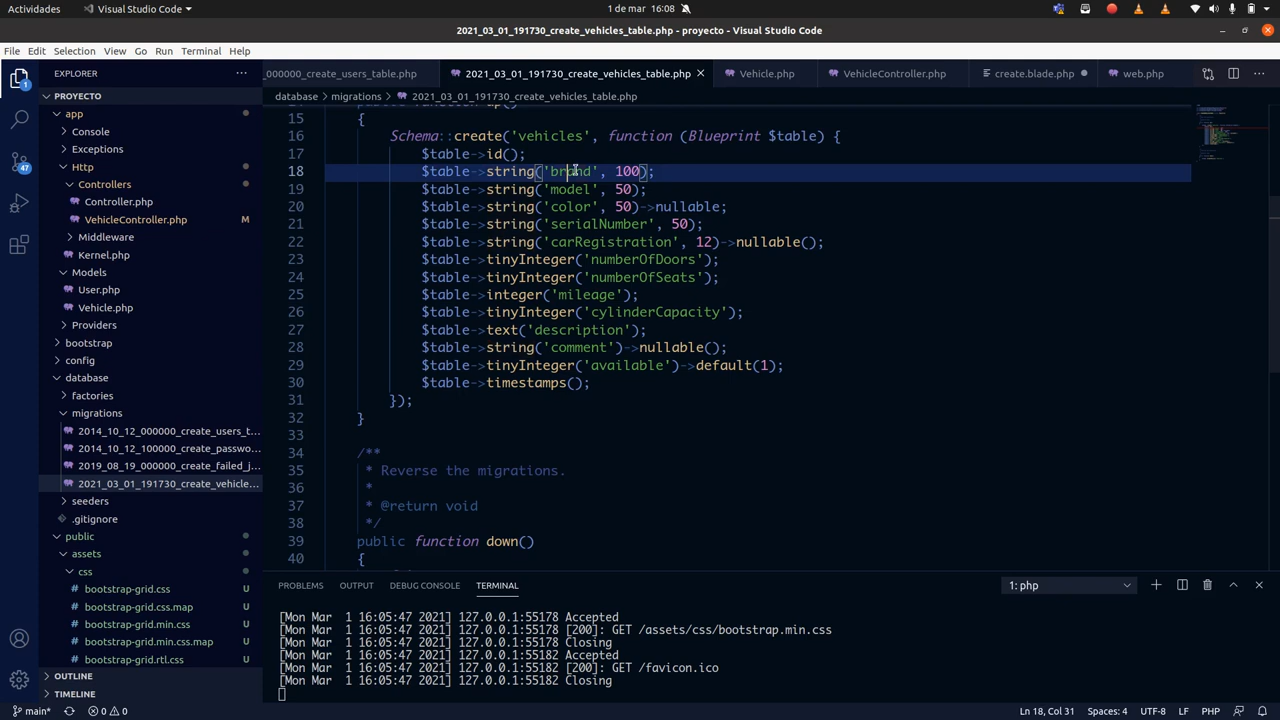 Actividades
Visual Studio Code
1 de mar 16:08
2021_03_01_191730_create_vehicles_table.php - proyecto - Visual Studio Code
File Edit Selection View Go Run Terminal Help
EXPLORER
_000000_create_users_table.php
2021_03_01_191730_create_vehicles_table.php
Vehicle.php
VehicleController.php
create.blade.php
web.php
PROYECTO
database > migrations > 2021_03_01_191730_create_vehicles_table.php
app
Console
Exceptions
Http
Controllers
Controller.php
VehicleController.php
Middleware
Kernel.php
Models
User.php
Vehicle.php
Providers
bootstrap
config
database
factories
migrations
2014_10_12_000000_create_users_t...
2014_10_12_100000_create_passwo...
2019_08_19_000000_create_failed_j...
2021_03_01_191730_create_vehicle...
seeders
.gitignore
public
assets
css
bootstrap-grid.css U
bootstrap-grid.css.map U
bootstrap-grid.min.css U
bootstrap-grid.min.css.map U
bootstrap-grid.rtl.css U
OUTLINE
TIMELINE
1
47
15 {
16 Schema::create('vehicles', function (Blueprint $table) {
17 $table->id();
18 $table->string('brand', 100);
19 $table->string('model', 50);
20 $table->string('color', 50)->nullable;
21 $table->string('serialNumber', 50);
22 $table->string('carRegistration', 12)->nullable();
23 $table->tinyInteger('numberOfDoors');
24 $table->tinyInteger('numberOfSeats');
25 $table->integer('mileage');
26 $table->tinyInteger('cylinderCapacity');
27 $table->text('description');
28 $table->string('comment')->nullable();
29 $table->tinyInteger('available')->default(1);
30 $table->timestamps();
31 });
32 }
33
34 /**
35 * Reverse the migrations.
36 *
37 * @return void
38 */
39 public function down()
40 {
PROBLEMS OUTPUT DEBUG CONSOLE TERMINAL
1: php
[Mon Mar  1 16:05:47 2021] 127.0.0.1:55178 Accepted
[Mon Mar  1 16:05:47 2021] 127.0.0.1:55178 [200]: GET /assets/css/bootstrap.min.css
[Mon Mar  1 16:05:47 2021] 127.0.0.1:55178 Closing
[Mon Mar  1 16:05:47 2021] 127.0.0.1:55182 Accepted
[Mon Mar  1 16:05:47 2021] 127.0.0.1:55182 [200]: GET /favicon.ico
[Mon Mar  1 16:05:47 2021] 127.0.0.1:55182 Closing
main* 0 0 Ln 18, Col 31 Spaces: 4 UTF-8 LF PHP